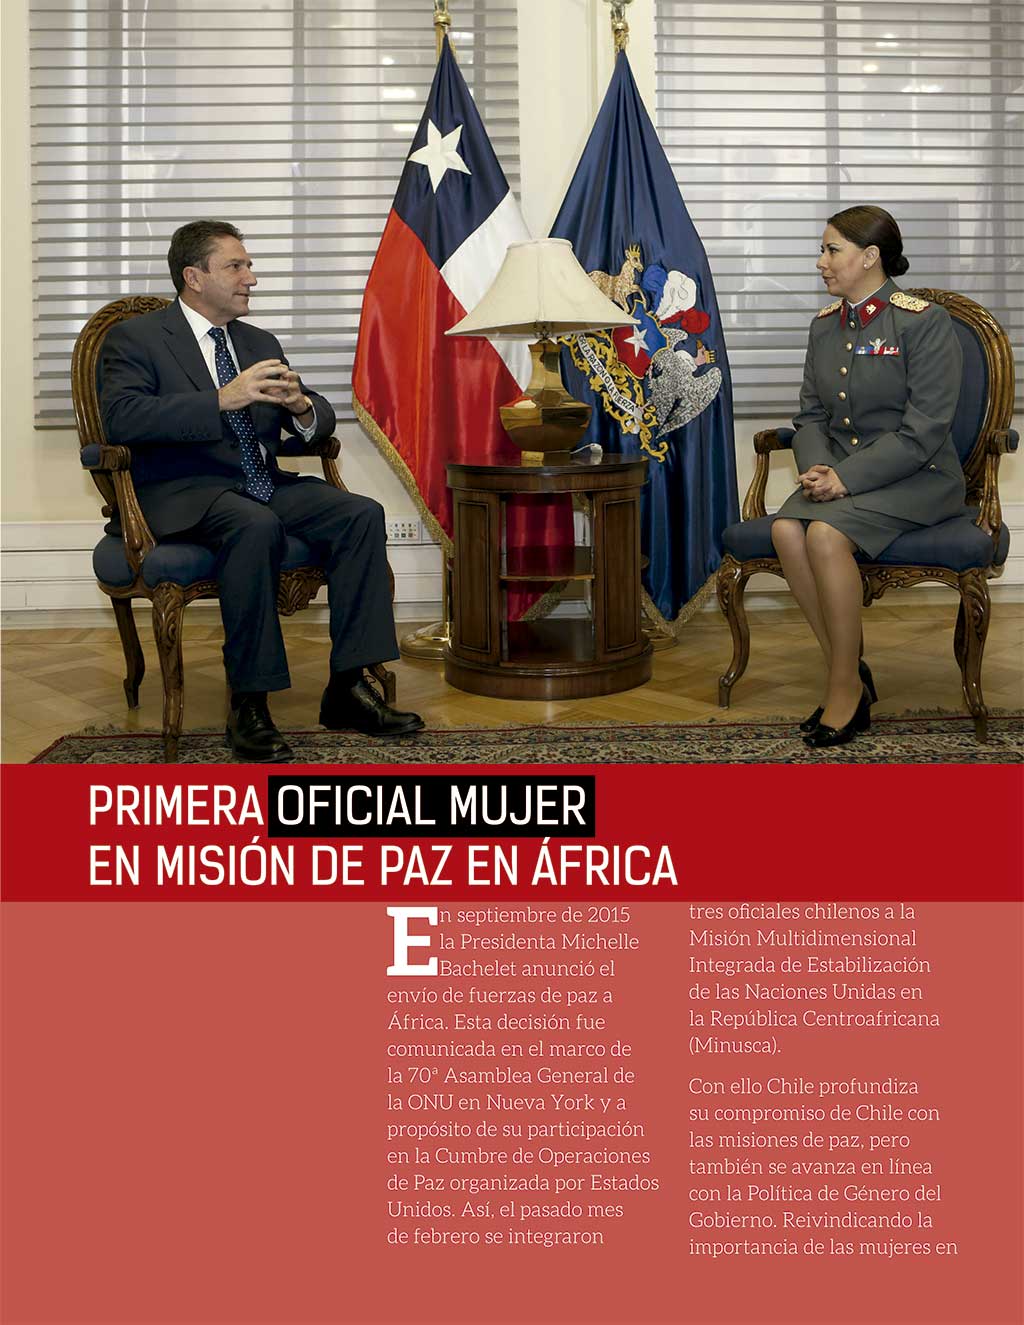 PRIMERA OFICIAL MUJER
EN MISIÓN DE PAZ EN ÁFRICA
En septiembre de 2015
la Presidenta Michelle
Bachelet anunció el
envío de fuerzas de paz a
África. Esta decisión fue
comunicada en el marco de
la 70ª Asamblea General de
la ONU en Nueva York y a
propósito de su participación
en la Cumbre de Operaciones
de Paz organizada por Estados
Unidos. Así, el pasado mes
de febrero se integraron
tres oficiales chilenos a la
Misión Multidimensional
Integrada de Estabilización
de las Naciones Unidas en
la República Centroafricana
(Minusca).
Con ello Chile profundiza
su compromiso de Chile con
las misiones de paz, pero
también se avanza en línea
con la Política de Género del
Gobierno. Reivindicando la
importancia de las mujeres en